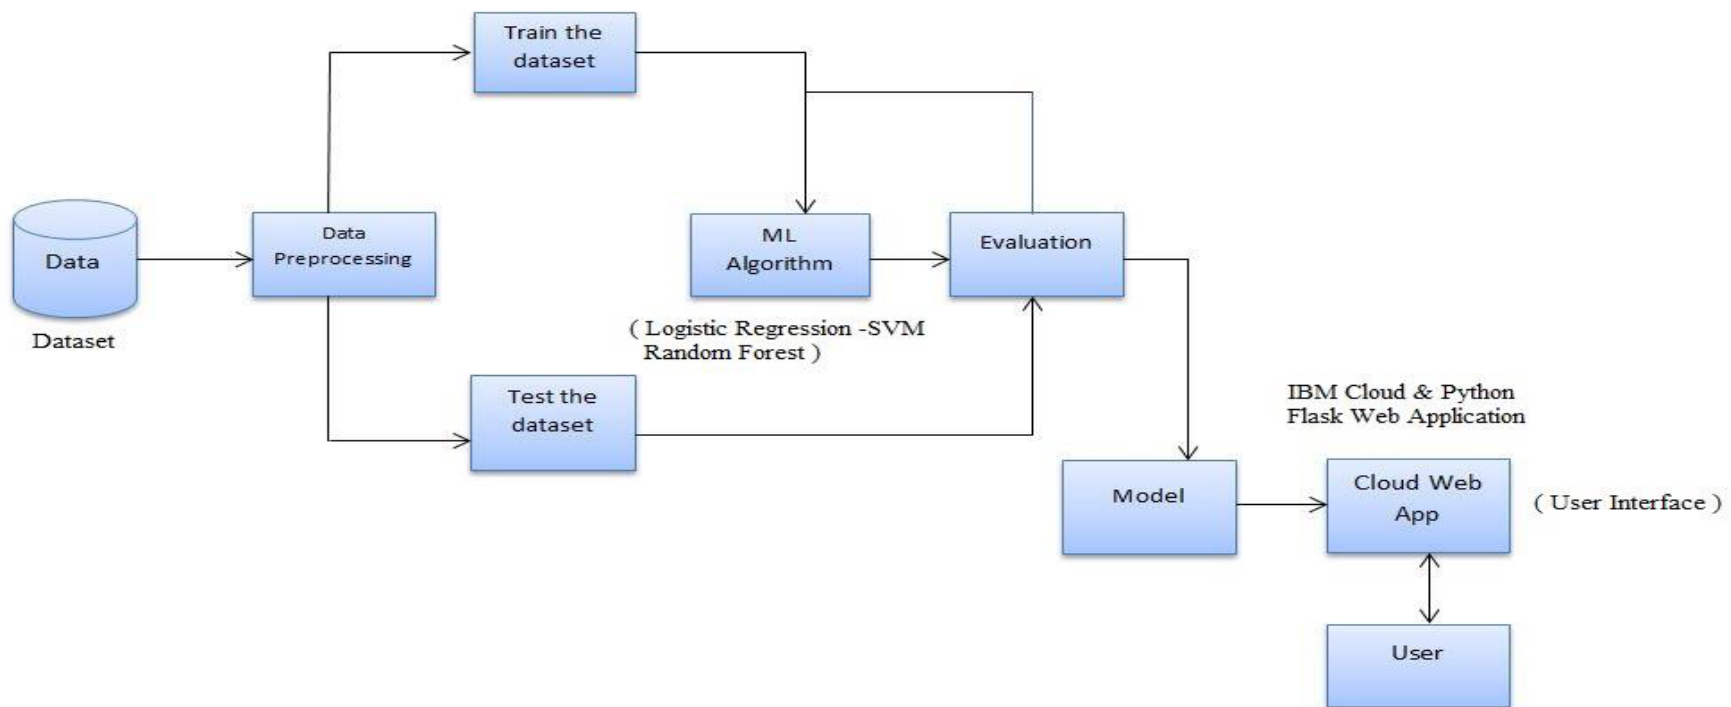 Train the
dataset
Data
Dataset
Data
Preprocessing
ML
Algorithm
( Logistic Regression -SVM
Random Forest )
Evaluation
Test the
dataset
Model
IBM Cloud & Python
Flask Web Application
Cloud Web
App
( User Interface )
User